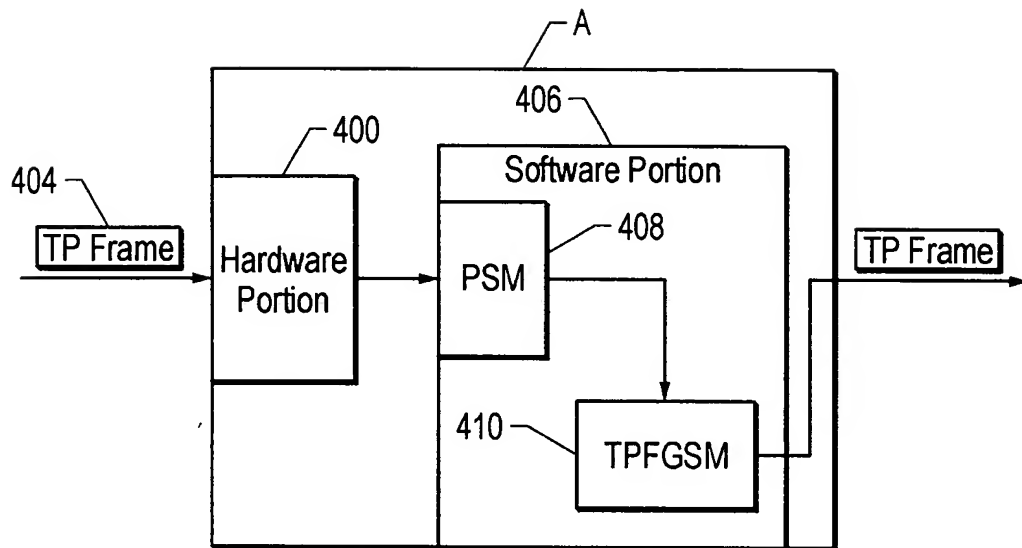 A
406
400
Software Portion
404
408
TP Frame
TP Frame
Hardware
Portion
PSM
410
TPFGSM